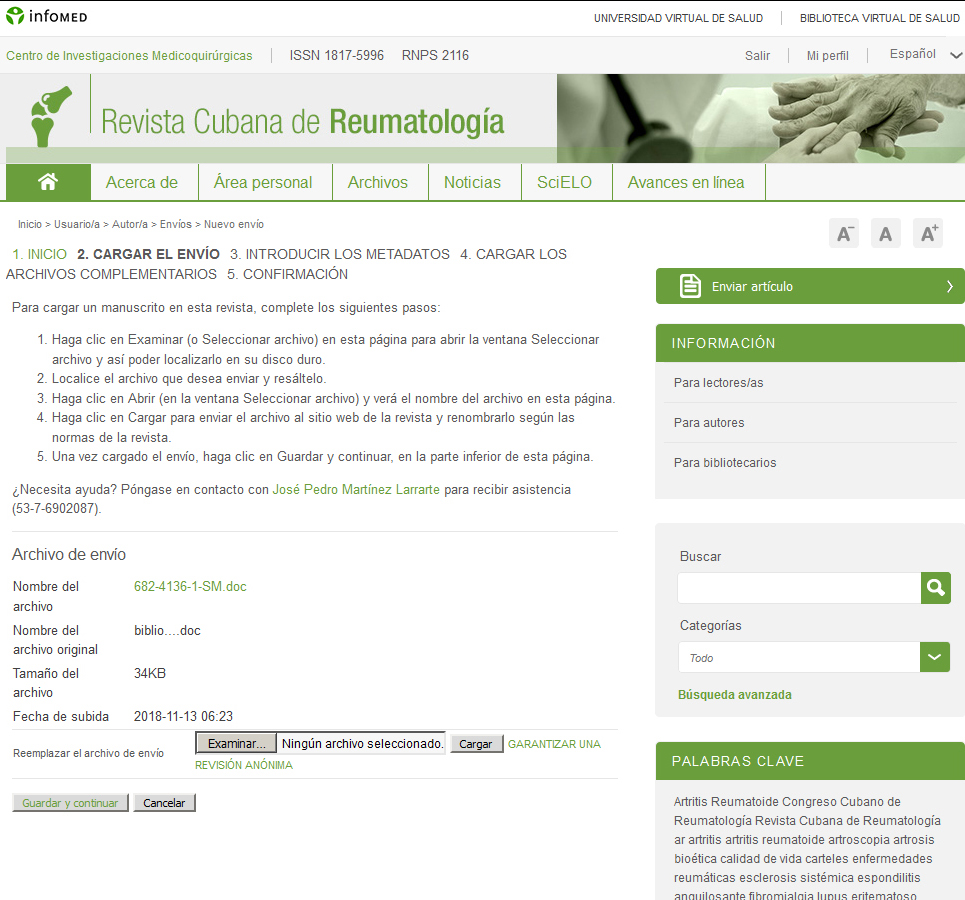 infOMED
UNIVERSIDAD VIRTUAL DE SALUD
BIBLIOTECA VIRTUAL DE SALUD
Centro de Investigaciones Medicoquirúrgicas
ISSN 1817-5996 RNPS 2116
Salir
Mi perfil
Español
Revista Cubana de Reumatología
Acerca de
Área personal
Archivos
Noticias
SciELO
Avances en línea
Inicio > Usuario/a > Autor/a > Envíos > Nuevo envío
A- A A+
1. INICIO 2. CARGAR EL ENVÍO 3. INTRODUCIR LOS METADATOS 4. CARGAR LOS
ARCHIVOS COMPLEMENTARIOS 5. CONFIRMACIÓN
Para cargar un manuscrito en esta revista, complete los siguientes pasos:
1. Haga clic en Examinar (o Seleccionar archivo) en esta página para abrir la ventana Seleccionar
archivo y así poder localizarlo en su disco duro.
2. Localice el archivo que desea enviar y resáltelo.
3. Haga clic en Abrir (en la ventana Seleccionar archivo) y verá el nombre del archivo en esta página.
4. Haga clic en Cargar para enviar el archivo al sitio web de la revista y renombrarlo según las
normas de la revista.
5. Una vez cargado el envío, haga clic en Guardar y continuar, en la parte inferior de esta página.
¿Necesita ayuda? Póngase en contacto con José Pedro Martínez Larrarte para recibir asistencia
(53-7-6902087).
Archivo de envío
Nombre del
archivo
682-4136-1-SM.doc
Nombre del
archivo original
biblio....doc
Tamaño del
archivo
34KB
Fecha de subida
2018-11-13 06:23
Reemplazar el archivo de envío
Examinar... Ningún archivo seleccionado.
Cargar
GARANTIZAR UNA
REVISIÓN ANÓNIMA
Guardar y continuar
Cancelar
Enviar artículo
INFORMACIÓN
Para lectores/as
Para autores
Para bibliotecarios
Buscar
Categorías
Todo
Búsqueda avanzada
PALABRAS CLAVE
Artritis Reumatoide Congreso Cubano de
Reumatología Revista Cubana de Reumatología
ar artritis artritis reumatoide artroscopia artrosis
bioética calidad de vida carteles enfermedades
reumáticas esclerosis sistémica espondilitis
anquilosante fibromialgia lupus eritematoso